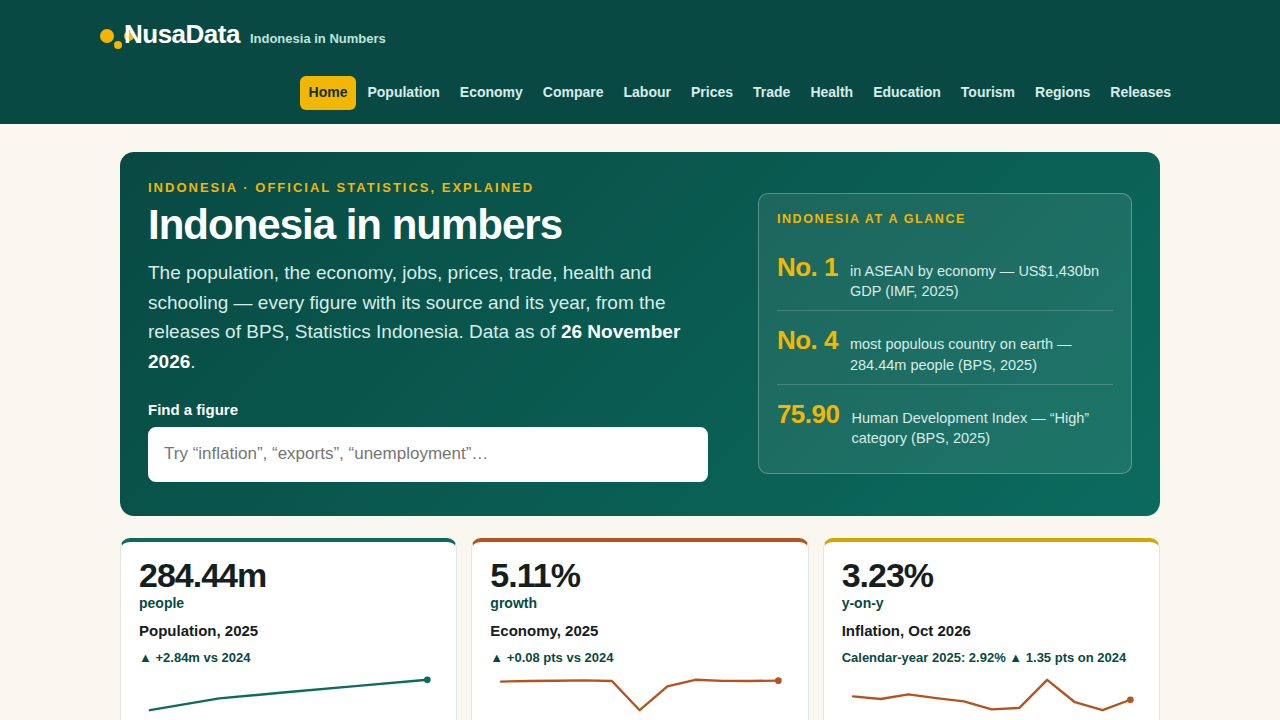 NusaData Indonesia in Numbers
Home Population Economy Compare Labour Prices Trade Health Education Tourism Regions Releases
INDONESIA · OFFICIAL STATISTICS, EXPLAINED
Indonesia in numbers
The population, the economy, jobs, prices, trade, health and
schooling — every figure with its source and its year, from the
releases of BPS, Statistics Indonesia. Data as of 26 November
2026.
Find a figure
Try “inflation”, “exports”, “unemployment”…
INDONESIA AT A GLANCE
No. 1 in ASEAN by economy — US$1,430bn
GDP (IMF, 2025)
No. 4 most populous country on earth —
284.44m people (BPS, 2025)
75.90 Human Development Index — “High”
category (BPS, 2025)
284.44m
people
Population, 2025
▲ +2.84m vs 2024
5.11%
growth
Economy, 2025
▲ +0.08 pts vs 2024
3.23%
y-on-y
Inflation, Oct 2026
Calendar-year 2025: 2.92% ▲ 1.35 pts on 2024